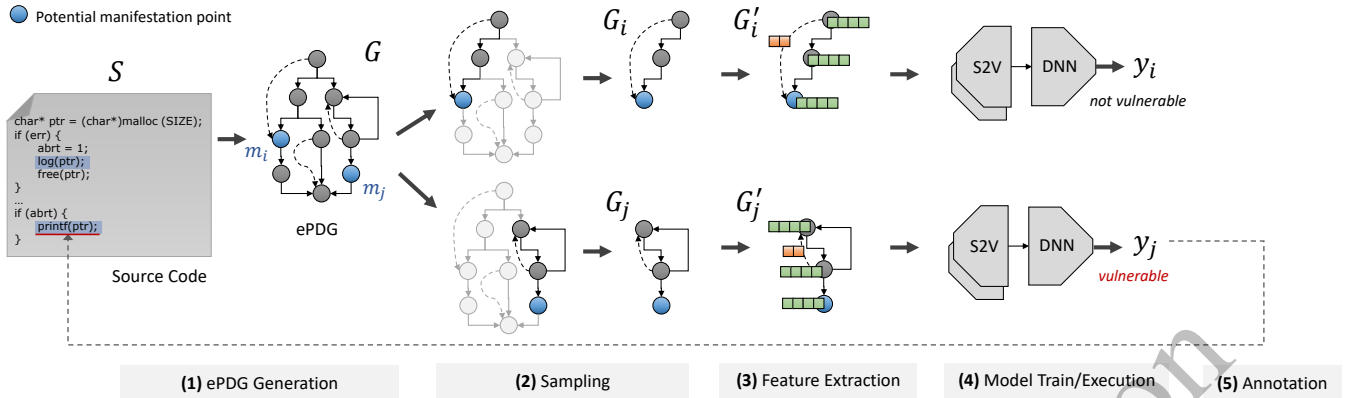 Potential manifestation point
S
char* ptr = (char*)malloc (SIZE);
if (err) {
abrt = 1;
log(ptr);
free(ptr);
}
...
if (abrt) {
printf(ptr);
}
Source Code
G
m_i
m_j
ePDG
G_i
G'_i
S2V
DNN
y_i
not vulnerable
G_j
G'_j
S2V
DNN
y_j
vulnerable
(1) ePDG Generation
(2) Sampling
(3) Feature Extraction
(4) Model Train/Execution
(5) Annotation